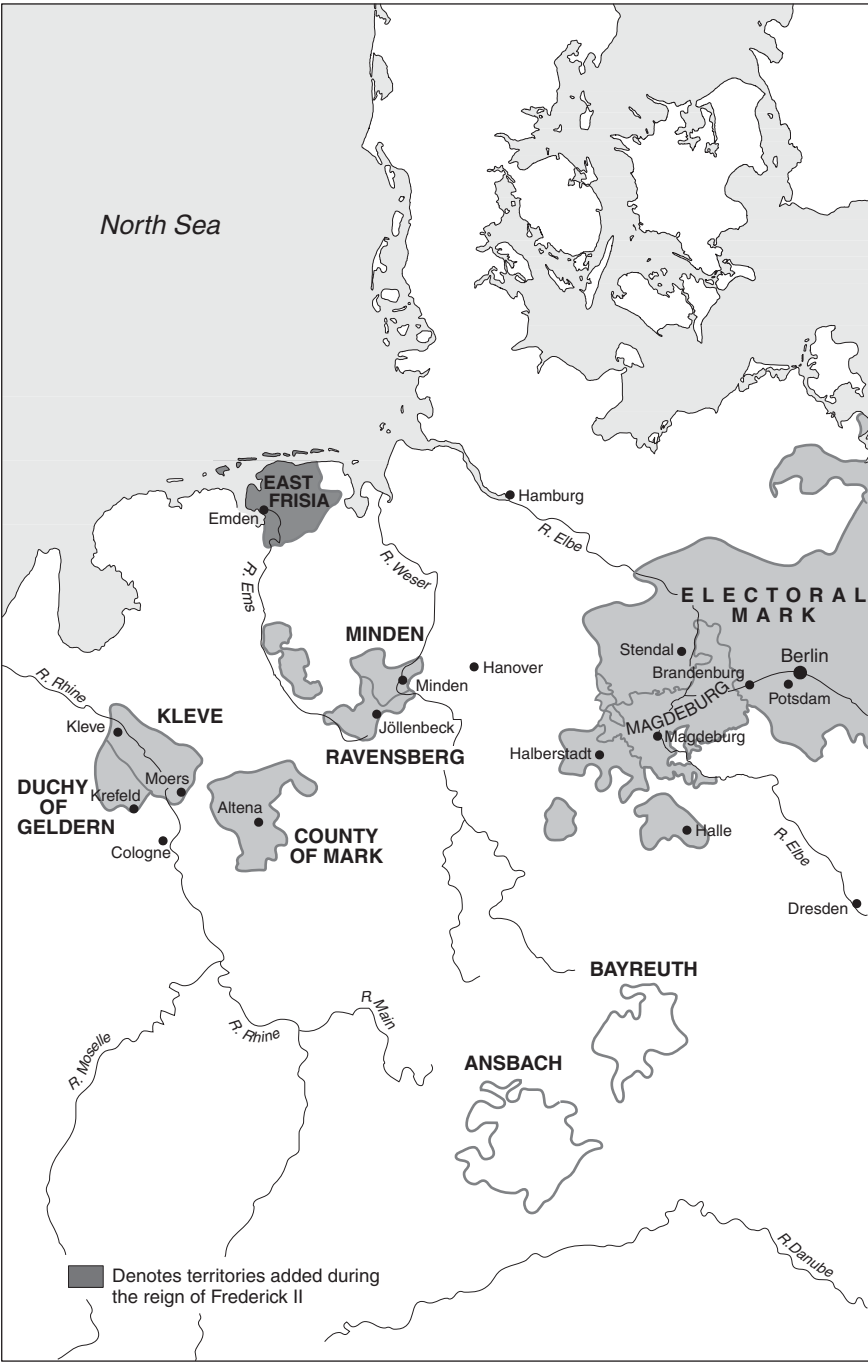 North Sea
EAST
FRISIA
Emden
Hamburg
R. Elbe
R. Ems
R. Weser
ELECTORAL
MARK
MINDEN
Stendal
Hanover
Brandenburg
Berlin
Minden
Potsdam
R. Rhine
MAGDEBURG
KLEVE
Kleve
Jöllenbeck
Magdeburg
RAVENSBERG
Halberstadt
Moers
DUCHY
OF
GELDERN
Krefeld
Altena
COUNTY
OF MARK
Halle
Cologne
R. Elbe
Dresden
BAYREUTH
R. Main
R. Rhine
R. Moselle
ANSBACH
R.Danube
Denotes territories added during
the reign of Frederick II